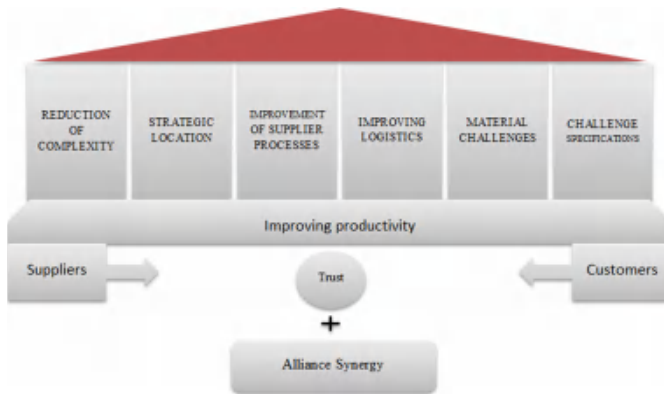 REDUCTION
OF
COMPLEXITY
STRATEGIC
LOCATION
IMPROVEMENT
OF SUPPLIER
PROCESSES
IMPROVING
LOGISTICS
MATERIAL
CHALLENGES
CHALLENGE
SPECIFICATIONS
Improving productivity
Suppliers
Trust
Customers
+
Alliance Synergy